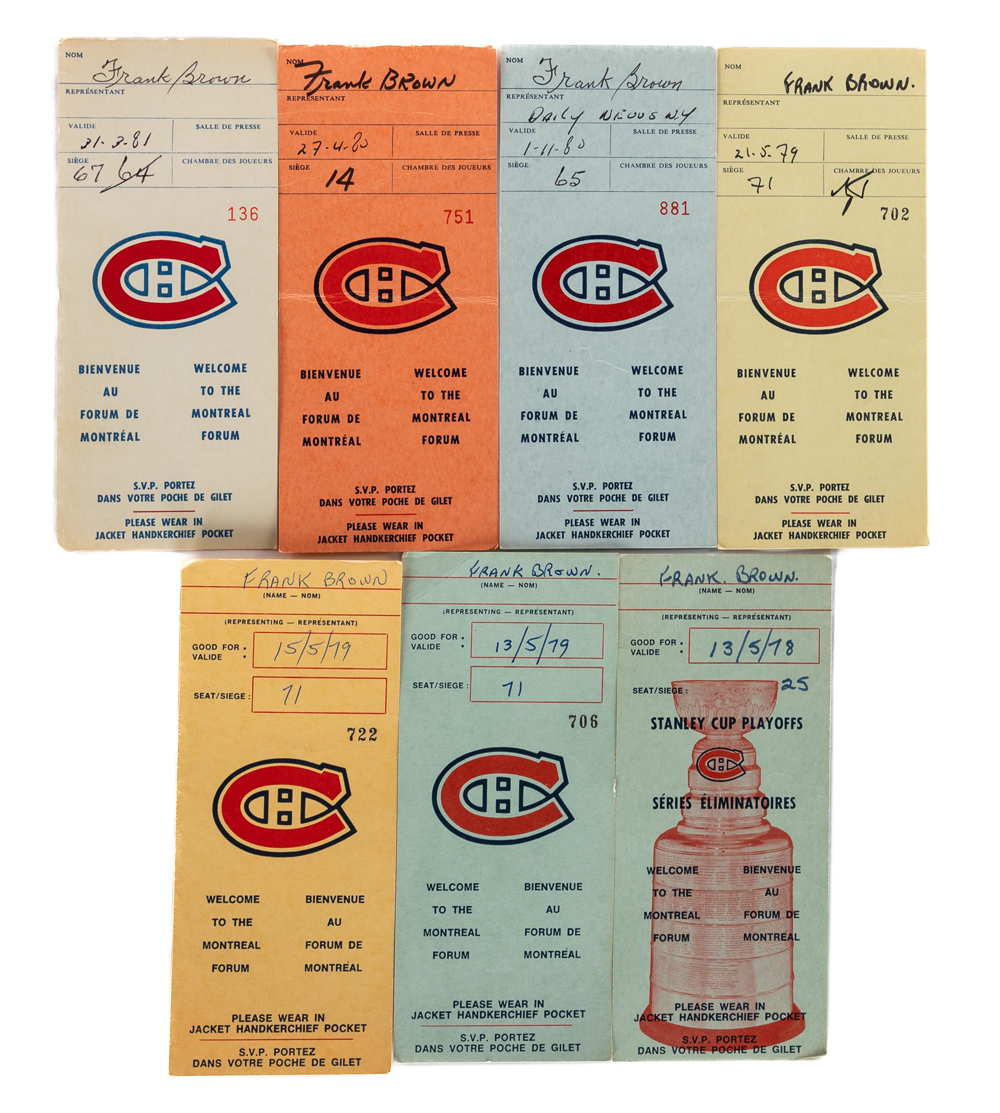 NOM
Frank Brown
REPRÉSENTANT
VALIDE
SALLE DE PRESSE
21-3-81
SIÈGE
CHAMBRE DES JOUEURS
67 64
136
BIENVENUE WELCOME
AU TO THE
FORUM DE MONTREAL
MONTRÉAL FORUM
S.V.P. PORTEZ
DANS VOTRE POCHE DE GILET
PLEASE WEAR IN
JACKET HANDKERCHIEF POCKET
NOM
Frank BROWN
REPRÉSENTANT
VALIDE
SALLE DE PRESSE
27-4-80
SIÈGE
CHAMBRE DES JOUEURS
14
751
BIENVENUE WELCOME
AU TO THE
FORUM DE MONTREAL
MONTRÉAL FORUM
S.V.P. PORTEZ
DANS VOTRE POCHE DE GILET
PLEASE WEAR IN
JACKET HANDKERCHIEF POCKET
NOM
Frank Brown
REPRÉSENTANT
DAILY NEWS NY
VALIDE
SALLE DE PRESSE
1-11-80
SIÈGE
CHAMBRE DES JOUEURS
65
881
BIENVENUE WELCOME
AU TO THE
FORUM DE MONTREAL
MONTRÉAL FORUM
S.V.P. PORTEZ
DANS VOTRE POCHE DE GILET
PLEASE WEAR IN
JACKET HANDKERCHIEF POCKET
NOM
FRANK BROWN.
REPRÉSENTANT
VALIDE
SALLE DE PRESSE
21-5-79
SIÈGE
CHAMBRE DES JOUEURS
71
702
BIENVENUE WELCOME
AU TO THE
FORUM DE MONTREAL
MONTRÉAL FORUM
S.V.P. PORTEZ
DANS VOTRE POCHE DE GILET
PLEASE WEAR IN
JACKET HANDKERCHIEF POCKET
FRANK BROWN
(NAME — NOM)
(REPRESENTING — REPRÉSENTANT)
GOOD FOR •
VALIDE •
15/5/79
SEAT/SIEGE :
71
722
WELCOME BIENVENUE
TO THE AU
MONTREAL FORUM DE
FORUM MONTRÉAL
PLEASE WEAR IN
JACKET HANDKERCHIEF POCKET
S.V.P. PORTEZ
DANS VOTRE POCHE DE GILET
FRANK BROWN.
(NAME — NOM)
(REPRESENTING — REPRÉSENTANT)
GOOD FOR •
VALIDE •
13/5/79
SEAT/SIEGE :
71
706
WELCOME BIENVENUE
TO THE AU
MONTREAL FORUM DE
FORUM MONTRÉAL
PLEASE WEAR IN
JACKET HANDKERCHIEF POCKET
S.V.P. PORTEZ
DANS VOTRE POCHE DE GILET
FRANK. BROWN.
(NAME — NOM)
(REPRESENTING — REPRÉSENTANT)
GOOD FOR •
VALIDE •
13/5/78
SEAT/SIEGE :
25
STANLEY CUP PLAYOFFS
SÉRIES ÉLIMINATOIRES
WELCOME BIENVENUE
TO THE AU
MONTREAL FORUM DE
FORUM MONTRÉAL
PLEASE WEAR IN
JACKET HANDKERCHIEF POCKET
S.V.P. PORTEZ
DANS VOTRE POCHE DE GILET